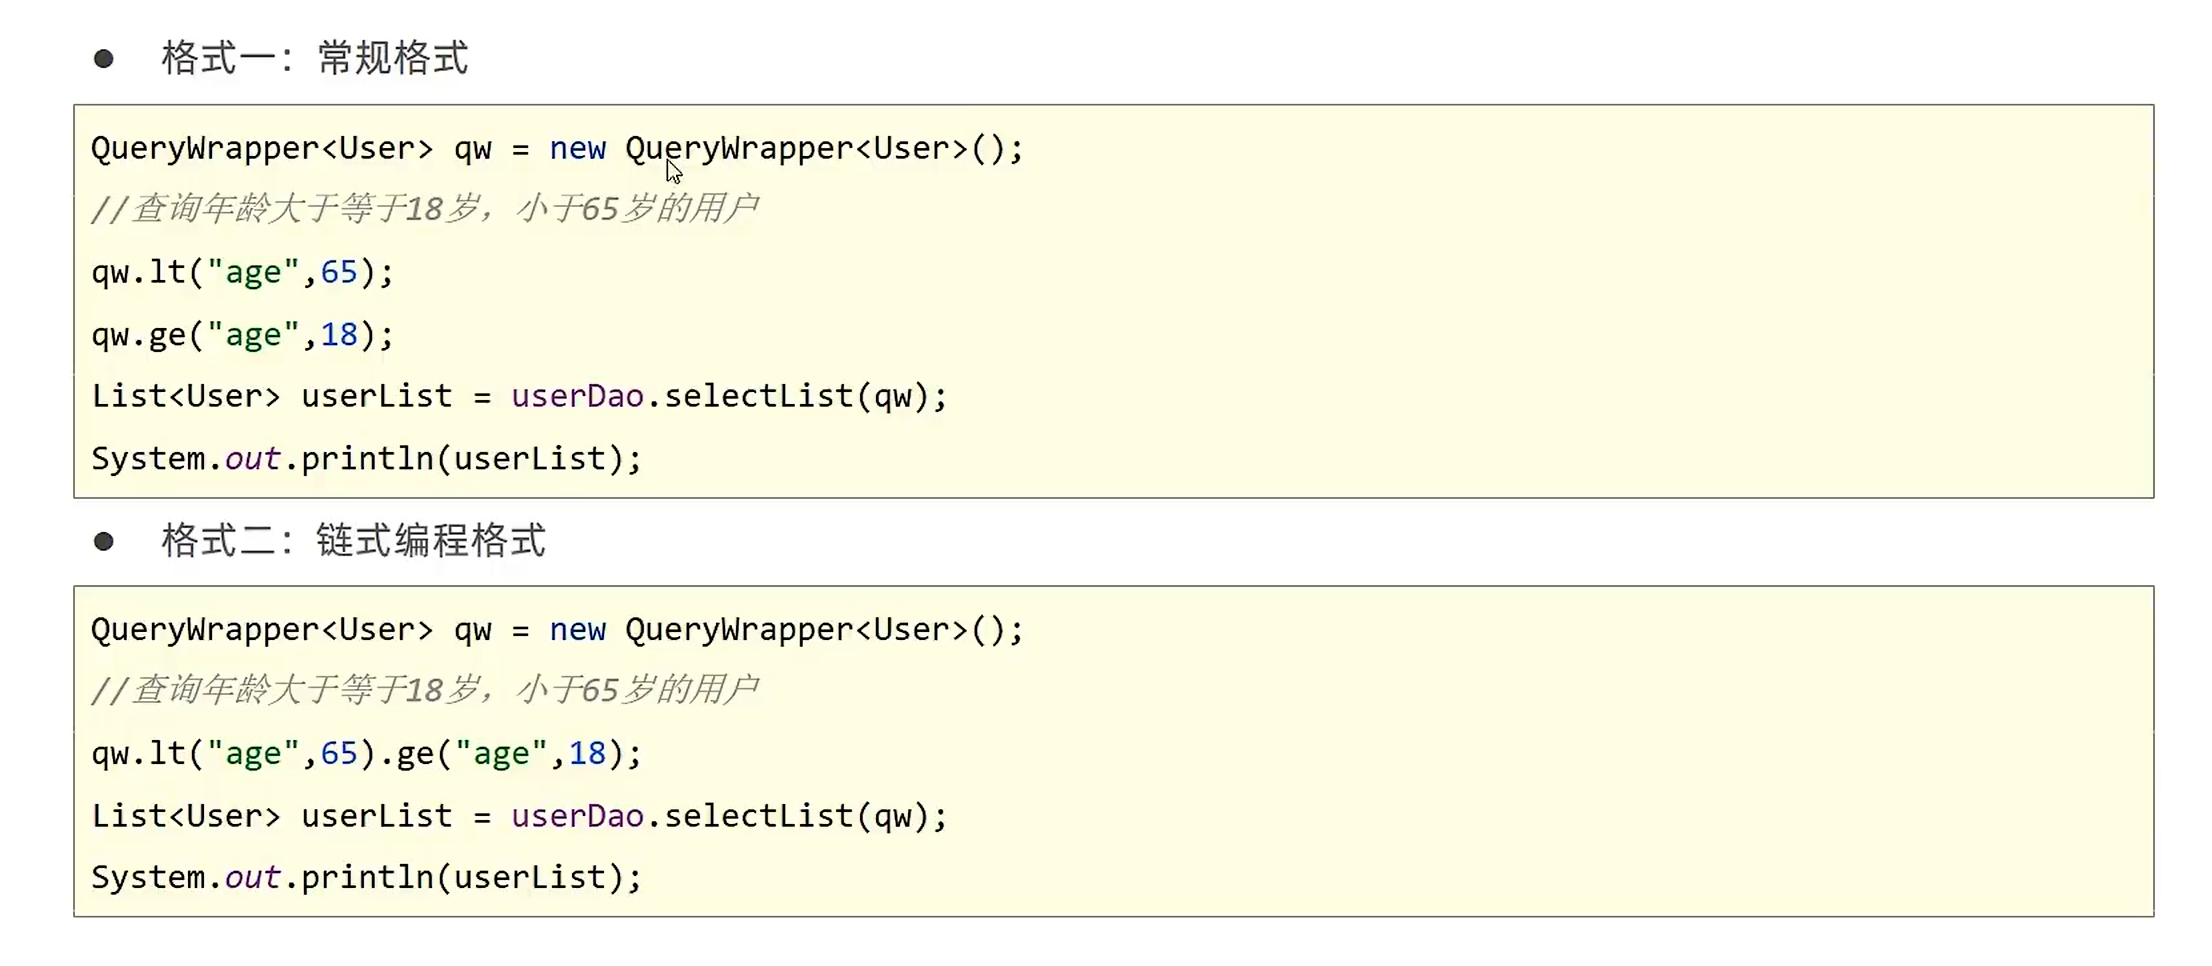 ● 格式一：常规格式
QueryWrapper<User> qw = new QueryWrapper<User>();
//查询年龄大于等于18岁，小于65岁的用户
qw.lt("age",65);
qw.ge("age",18);
List<User> userList = userDao.selectList(qw);
System.out.println(userList);
● 格式二：链式编程格式
QueryWrapper<User> qw = new QueryWrapper<User>();
//查询年龄大于等于18岁，小于65岁的用户
qw.lt("age",65).ge("age",18);
List<User> userList = userDao.selectList(qw);
System.out.println(userList);